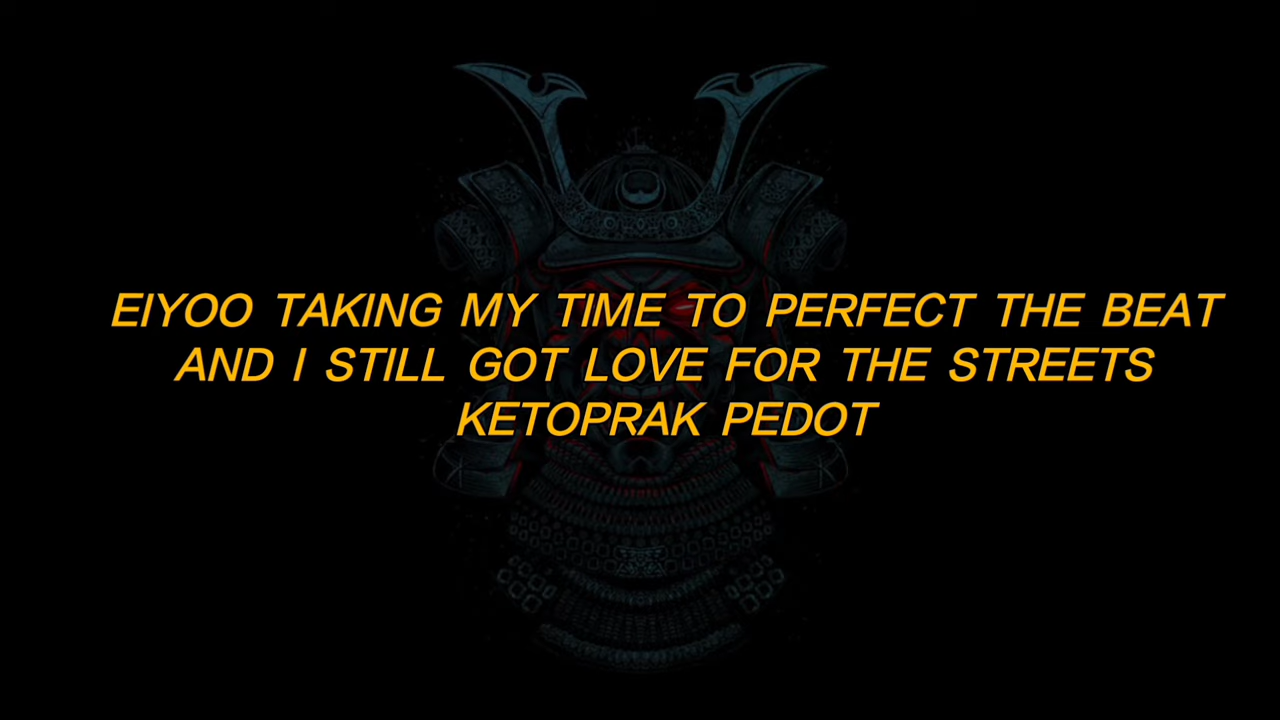 EIYOO TAKING MY TIME TO PERFECT THE BEAT
AND I STILL GOT LOVE FOR THE STREETS
KETOPRAK PEDOT